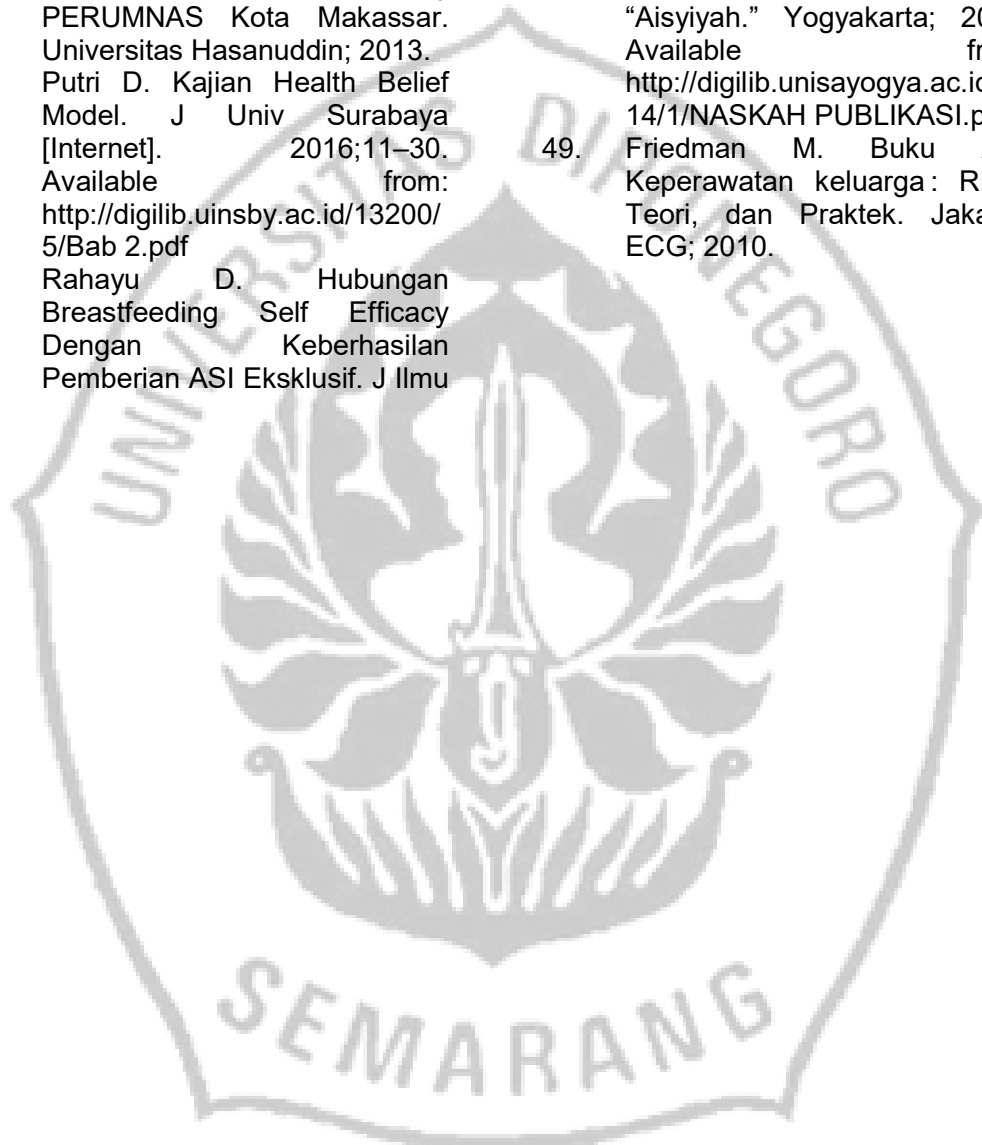 PERUMNAS Kota Makassar.
Universitas Hasanuddin; 2013.
Putri D. Kajian Health Belief
Model. J Univ Surabaya
[Internet]. 2016;11–30.
Available from:
http://digilib.uinsby.ac.id/13200/
5/Bab 2.pdf
Rahayu D. Hubungan
Breastfeeding Self Efficacy
Dengan Keberhasilan
Pemberian ASI Eksklusif. J Ilmu
“Aisyiyah.” Yogyakarta;
Available
http://digilib.unisayogya.ac.id
14/1/NASKAH PUBLIKASI.p
49. Friedman M. Buku
Keperawatan keluarga : R
Teori, dan Praktek. Jaka
ECG; 2010.
UNIVERSITAS DIPONEGORO
SEMARANG